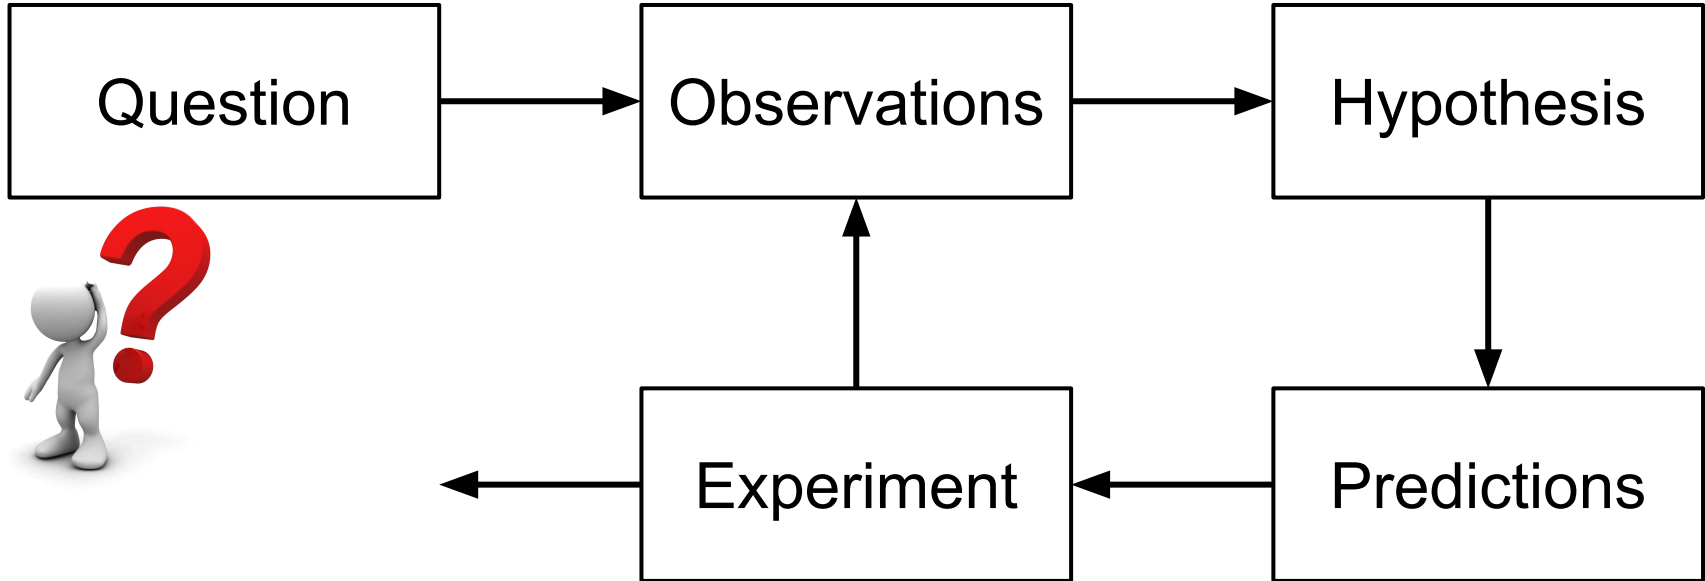 Question
Observations
Hypothesis
Experiment
Predictions